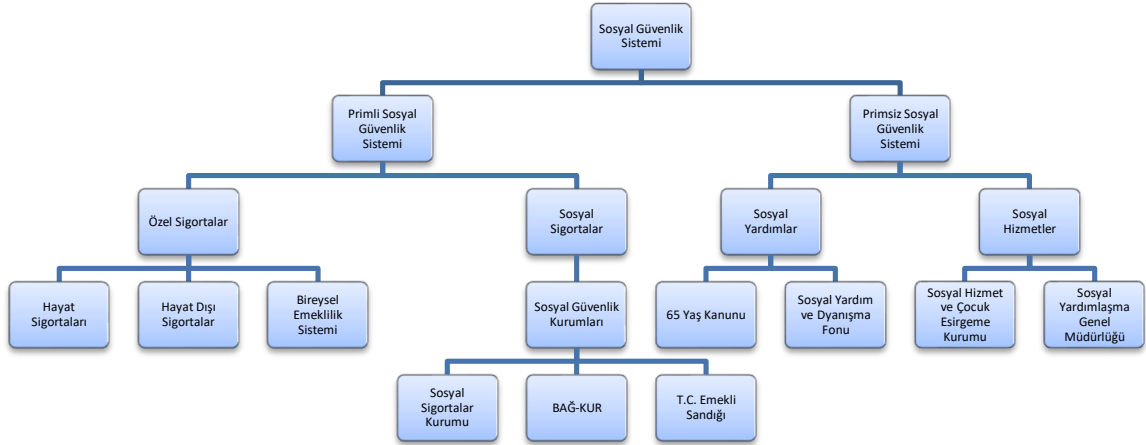 Sosyal Güvenlik
Sistemi
Primli Sosyal
Güvenlik
Sistemi
Primsiz Sosyal
Güvenlik
Sistemi
Özel Sigortalar
Sosyal
Sigortalar
Sosyal
Yardımlar
Sosyal
Hizmetler
Hayat
Sigortaları
Hayat Dışı
Sigortalar
Bireysel
Emeklilik
Sistemi
Sosyal Güvenlik
Kurumları
65 Yaş Kanunu
Sosyal Yardım
ve Dyanışma
Fonu
Sosyal Hizmet
ve Çocuk
Esirgeme
Kurumu
Sosyal
Yardımlaşma
Genel
Müdürlüğü
Sosyal
Sigortalar
Kurumu
BAĞ-KUR
T.C. Emekli
Sandığı